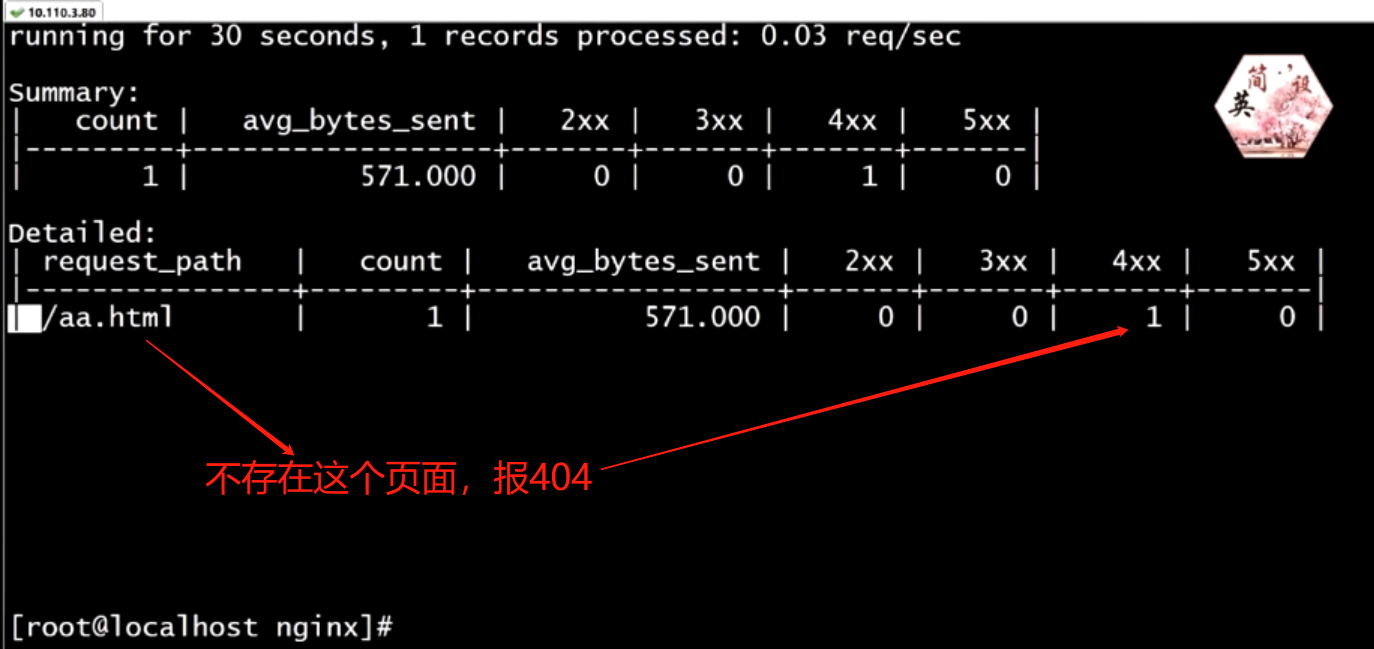 10.110.3.80
running for 30 seconds, 1 records processed: 0.03 req/sec
简
英 设
Summary:
| count | avg_bytes_sent | 2xx | 3xx | 4xx | 5xx |
|---------+------------------+-------+-------+-------+-------|
| 1 | 571.000 | 0 | 0 | 1 | 0 |
Detailed:
| request_path | count | avg_bytes_sent | 2xx | 3xx | 4xx | 5xx |
|----------------+---------+------------------+-------+-------+-------+-------|
| /aa.html | 1 | 571.000 | 0 | 0 | 1 | 0 |
不存在这个页面，报404
[root@localhost nginx]#